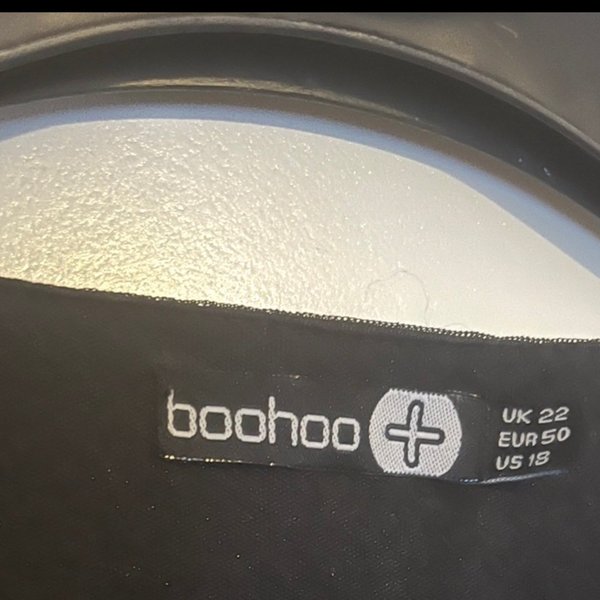 boohoo +
UK 22
EUR 50
US 18